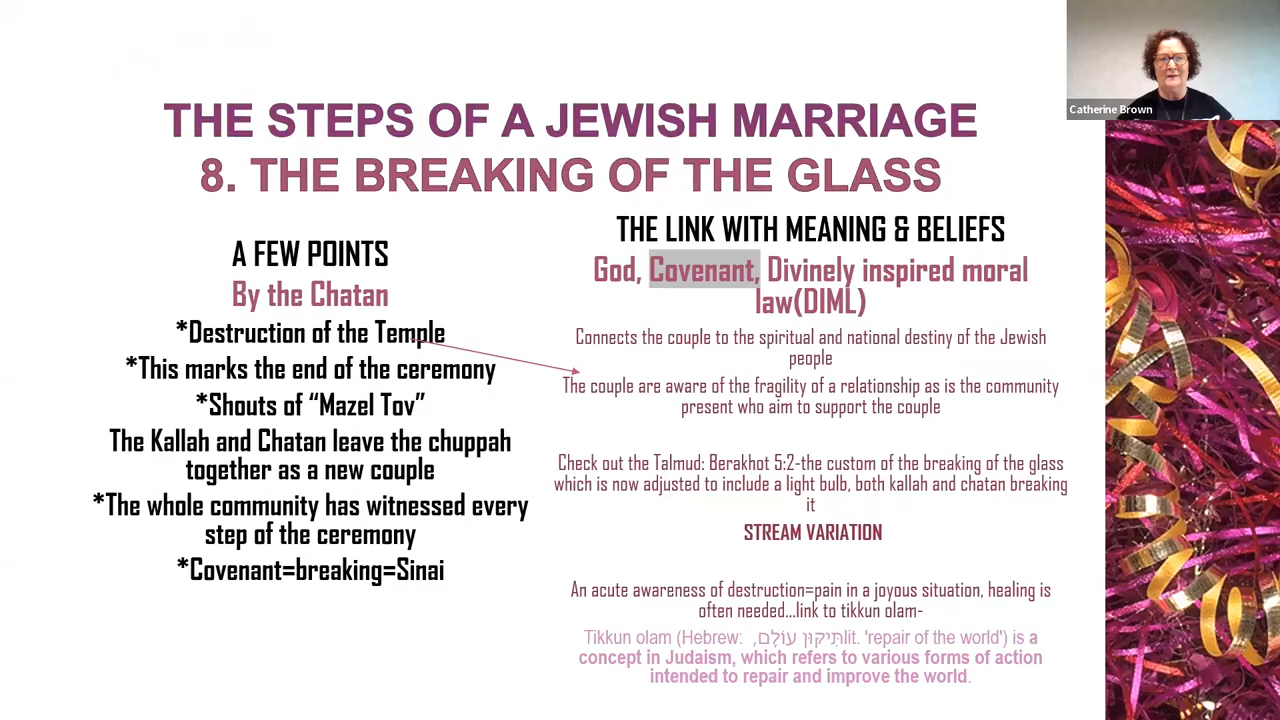 THE STEPS OF A JEWISH MARRIAGE
8. THE BREAKING OF THE GLASS
A FEW POINTS
By the Chatan
*Destruction of the Temple
*This marks the end of the ceremony
*Shouts of “Mazel Tov”
The Kallah and Chatan leave the chuppah
together as a new couple
*The whole community has witnessed every
step of the ceremony
*Covenant=breaking=Sinai
THE LINK WITH MEANING & BELIEFS
God, Covenant, Divinely inspired moral
law(DIML)
Connects the couple to the spiritual and national destiny of the Jewish
people
The couple are aware of the fragility of a relationship as is the community
present who aim to support the couple
Check out the Talmud: Berakhot 5:2-the custom of the breaking of the glass
which is now adjusted to include a light bulb, both kallah and chatan breaking
it
STREAM VARIATION
An acute awareness of destruction=pain in a joyous situation, healing is
often needed...link to tikkun olam-
Tikkun olam (Hebrew: תִּיקּוּן עוֹלָם, lit. 'repair of the world') is a
concept in Judaism, which refers to various forms of action
intended to repair and improve the world.
Catherine Brown